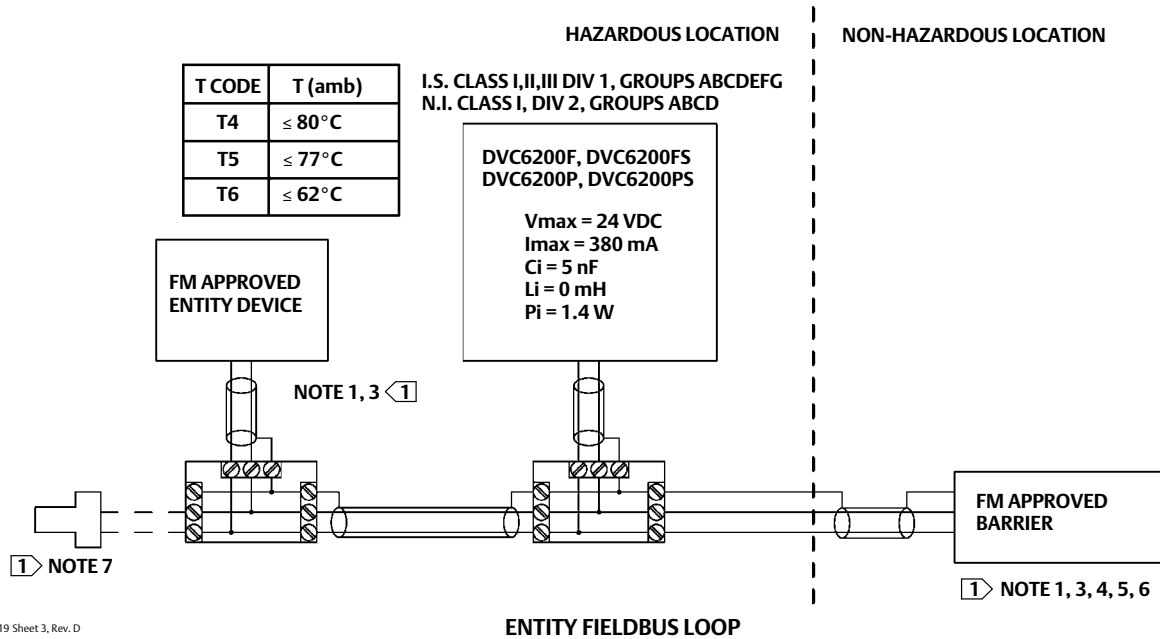 HAZARDOUS LOCATION
NON-HAZARDOUS LOCATION
T CODE T (amb)
T4 ≤ 80°C
T5 ≤ 77°C
T6 ≤ 62°C
I.S. CLASS I,II,III DIV 1, GROUPS ABCDEFG
N.I. CLASS I, DIV 2, GROUPS ABCD
DVC6200F, DVC6200FS
DVC6200P, DVC6200PS
Vmax = 24 VDC
Imax = 380 mA
Ci = 5 nF
Li = 0 mH
Pi = 1.4 W
FM APPROVED
ENTITY DEVICE
NOTE 1, 3 1
FM APPROVED
BARRIER
1 NOTE 7
1 NOTE 1, 3, 4, 5, 6
19 Sheet 3, Rev. D
ENTITY FIELDBUS LOOP